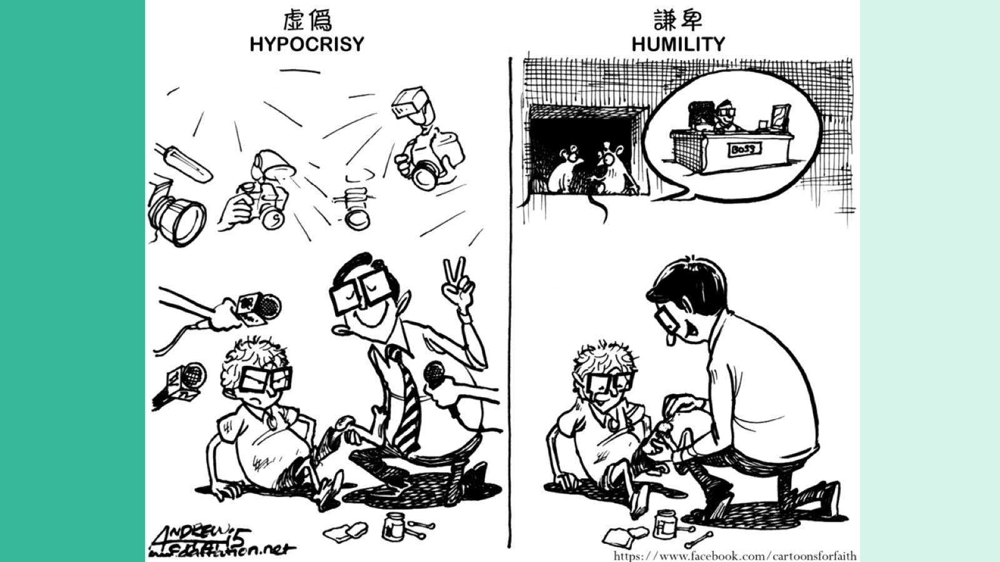 虛僞
HYPOCRISY
謙卑
HUMILITY
BOSS
ANDREW '15
https://www.facebook.com/cartoonsforfaith